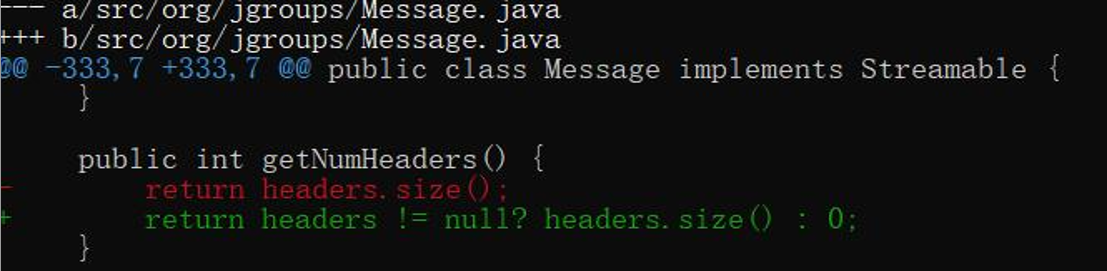 --- a/src/org/jgroups/Message.java
+++ b/src/org/jgroups/Message.java
@@ -333,7 +333,7 @@ public class Message implements Streamable {
     }

     public int getNumHeaders() {
-        return headers.size();
+        return headers != null? headers.size() : 0;
     }